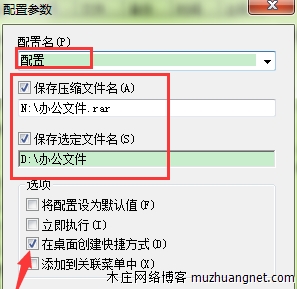 配置参数
配置名(P)
配置
保存压缩文件名(A)
N:\办公文件.rar
保存选定文件名(S)
D:\办公文件
选项
将配置设为默认值(F)
立即执行(I)
在桌面创建快捷方式(D)
添加到关联菜单中(X)
本庄网络博客 muzhuangnet.com